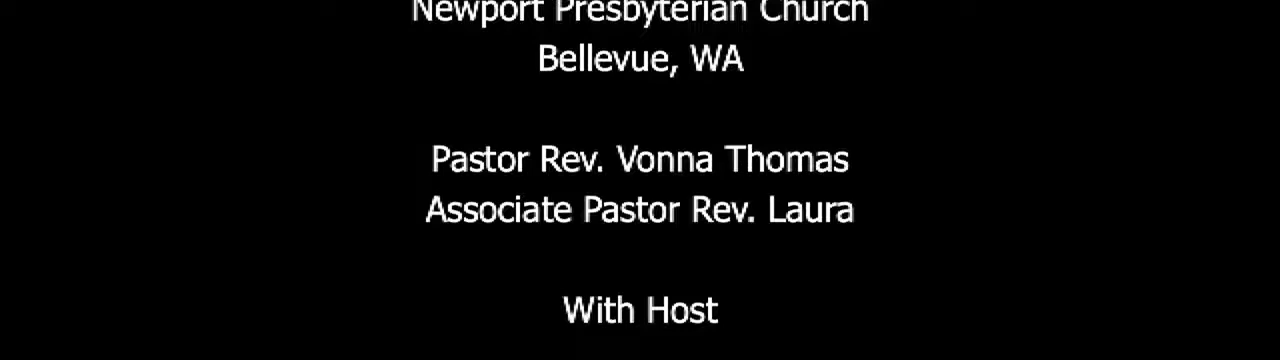 Newport Presbyterian Church
Bellevue, WA
Pastor Rev. Vonna Thomas
Associate Pastor Rev. Laura
With Host